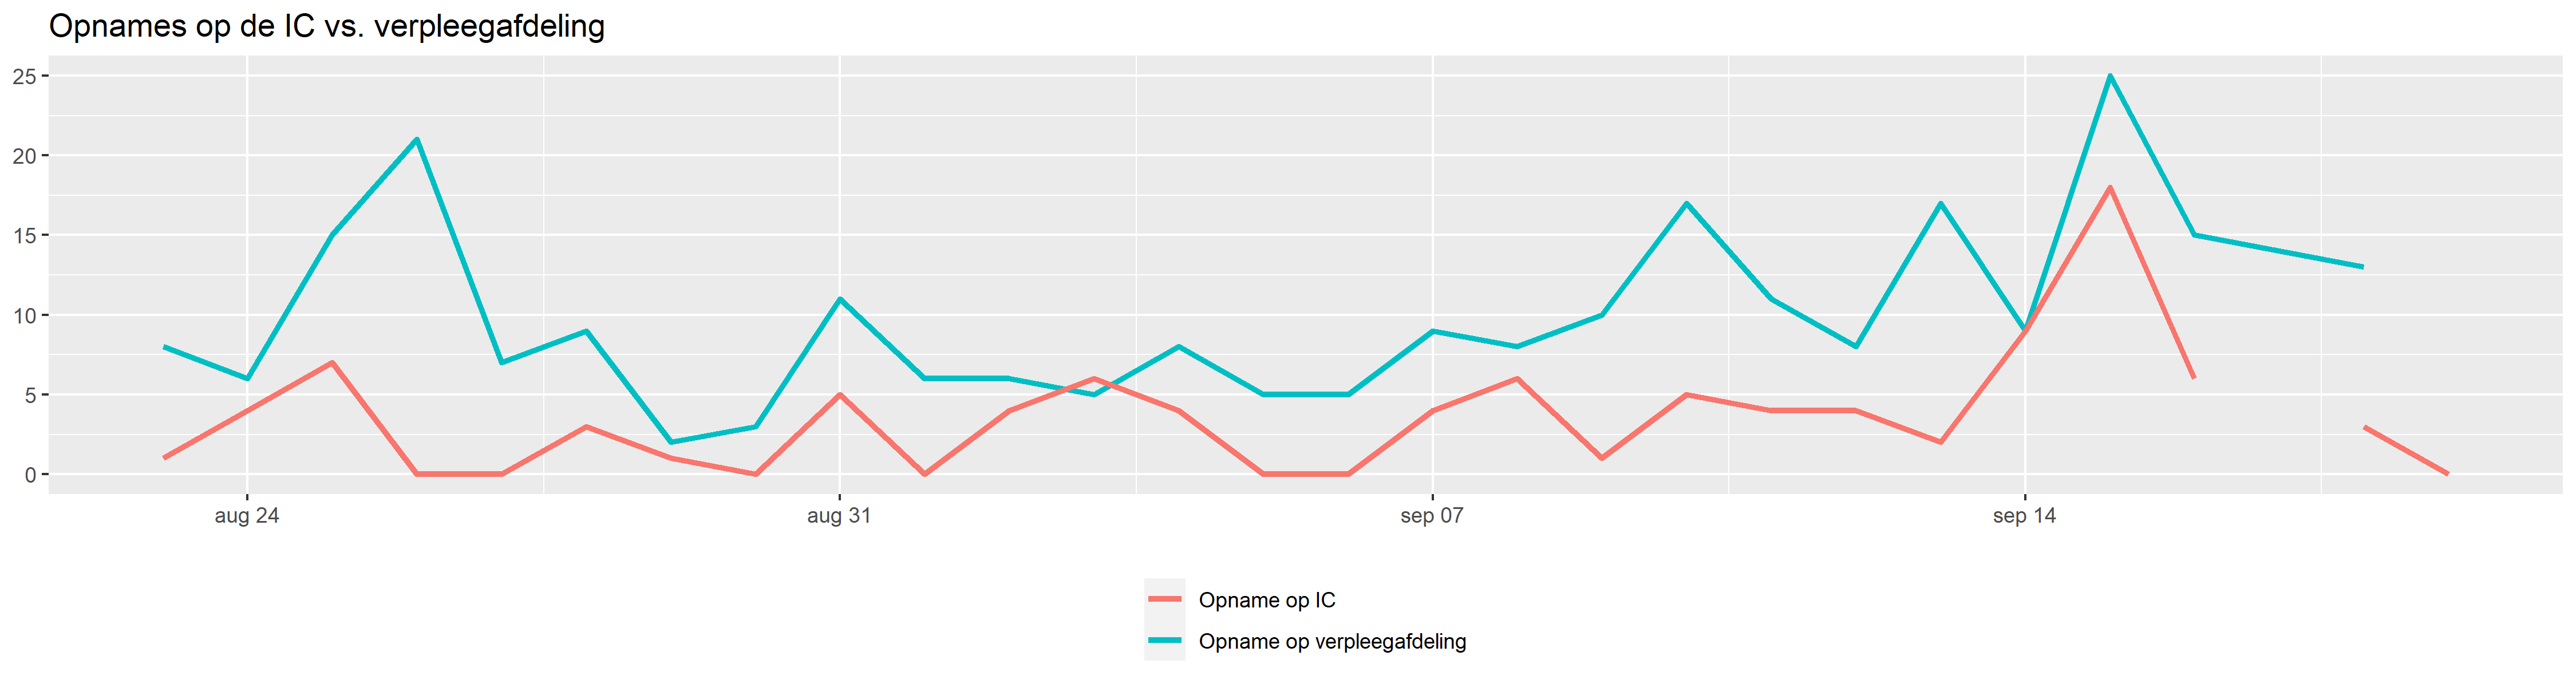 Opnames op de IC vs. verpleegafdeling
25
20
15
10
5
0
aug 24 aug 31 sep 07 sep 14
Opname op IC
Opname op verpleegafdeling